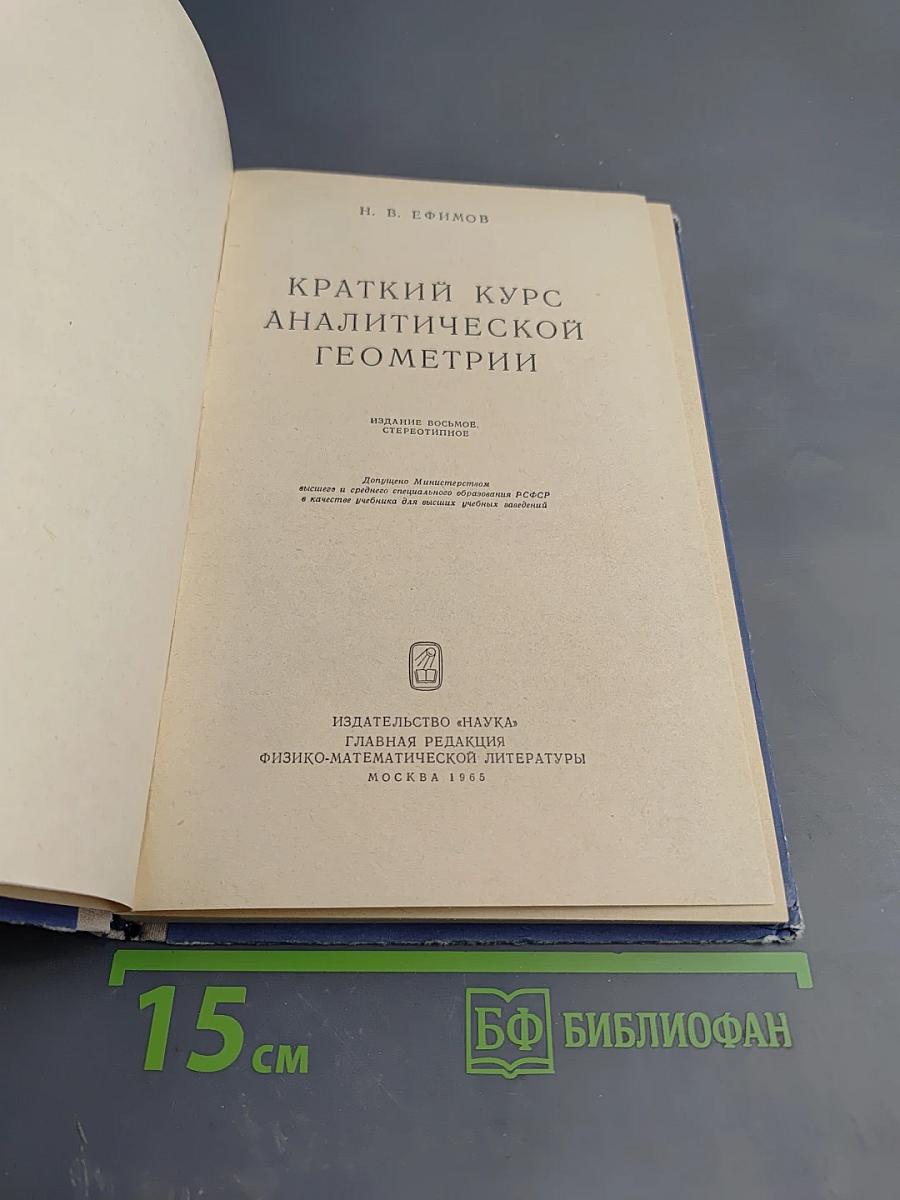 Н. В. ЕФИМОВ
КРАТКИЙ КУРС
АНАЛИТИЧЕСКОЙ
ГЕОМЕТРИИ
ИЗДАНИЕ ВОСЬМОЕ,
СТЕРЕОТИПНОЕ
Допущено Министерством
высшего и среднего специального образования РСФСР
в качестве учебника для высших учебных заведений
ИЗДАТЕЛЬСТВО «НАУКА»
ГЛАВНАЯ РЕДАКЦИЯ
ФИЗИКО-МАТЕМАТИЧЕСКОЙ ЛИТЕРАТУРЫ
МОСКВА 1965
15 см
БФ БИБЛИОФАН